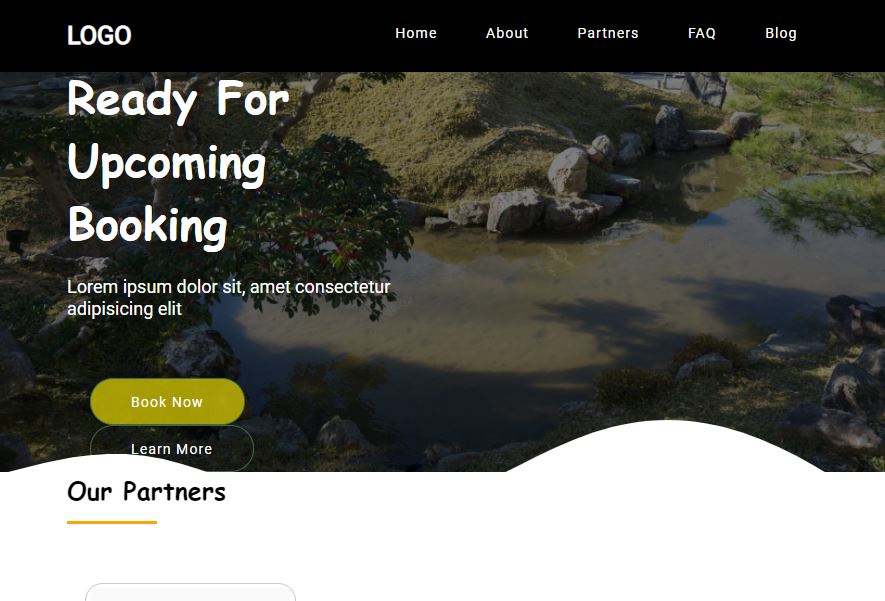 LOGO
Home About Partners FAQ Blog
Ready For
Upcoming
Booking
Lorem ipsum dolor sit, amet consectetur
adipisicing elit
Book Now
Learn More
Our Partners